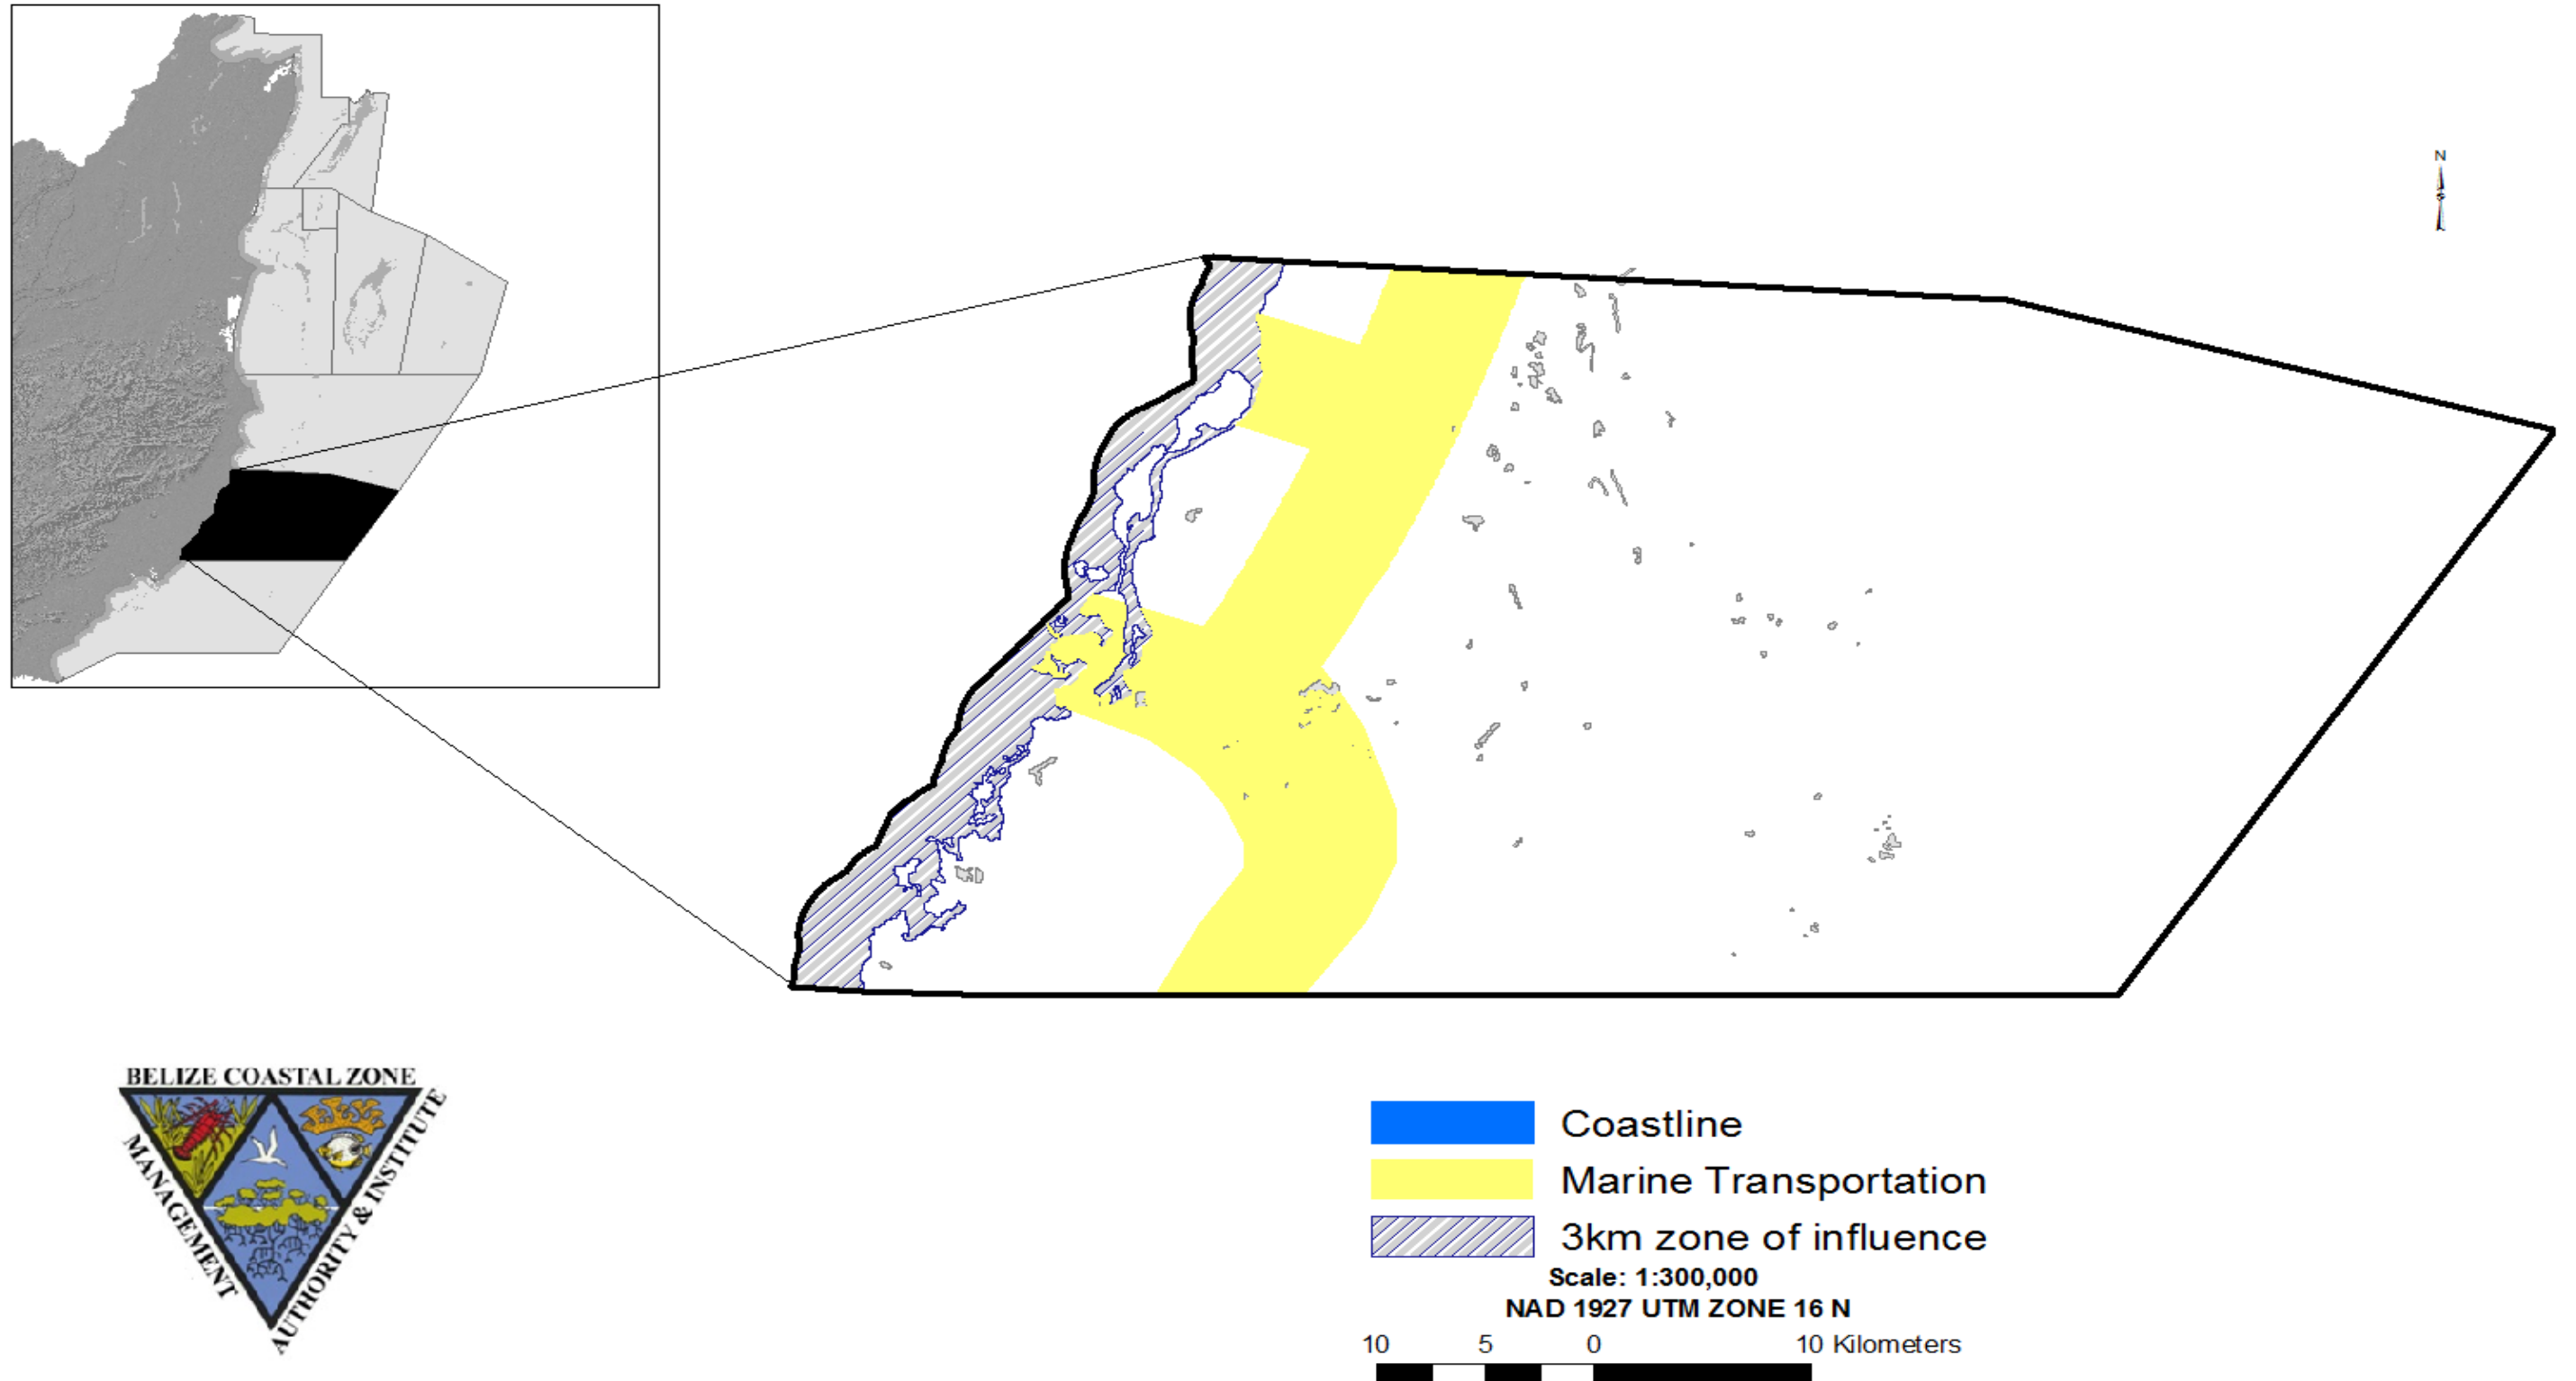 N
BELIZE COASTAL ZONE
MANAGEMENT
AUTHORITY & INSTITUTE
Coastline
Marine Transportation
3km zone of influence
Scale: 1:300,000
NAD 1927 UTM ZONE 16 N
10 5 0 10 Kilometers